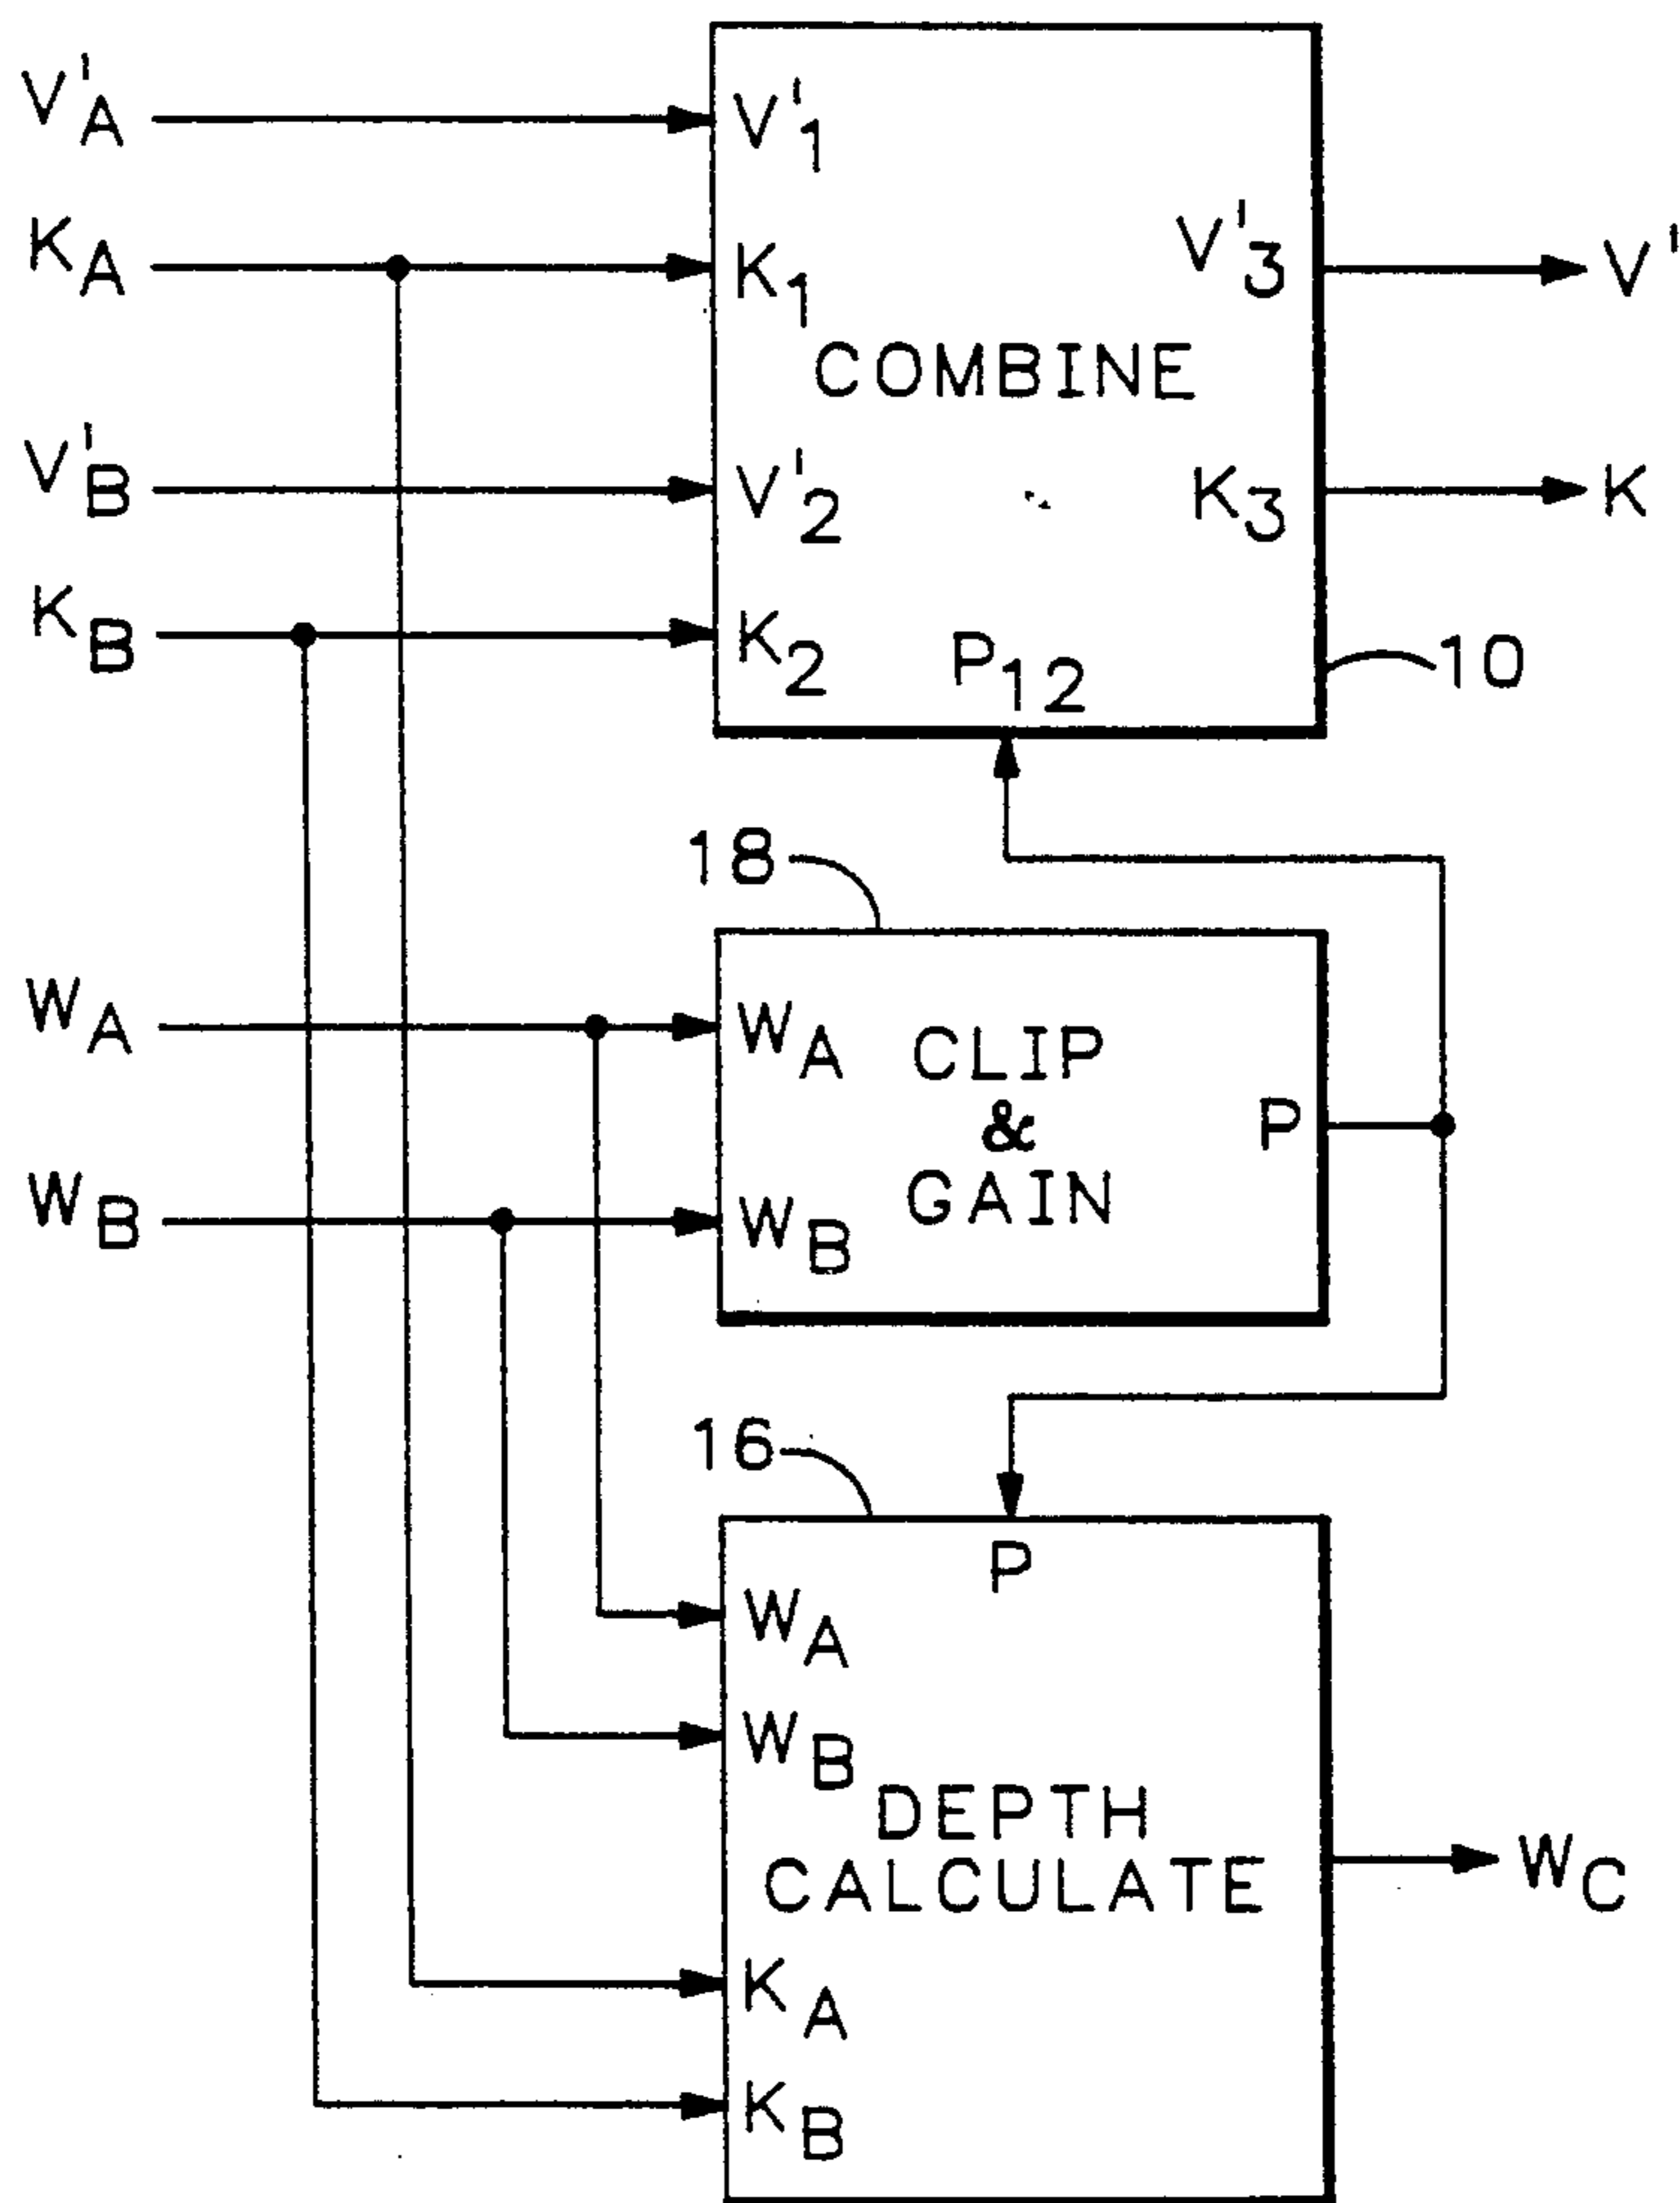 V'A
V'1
KA
K1
V'3
V'
COMBINE
V'B
V'2
K3
K
KB
K2
P12
10
18
WA
WA
CLIP
&
P
GAIN
WB
WB
16
P
WA
WB
DEPTH
CALCULATE
WC
KA
KB